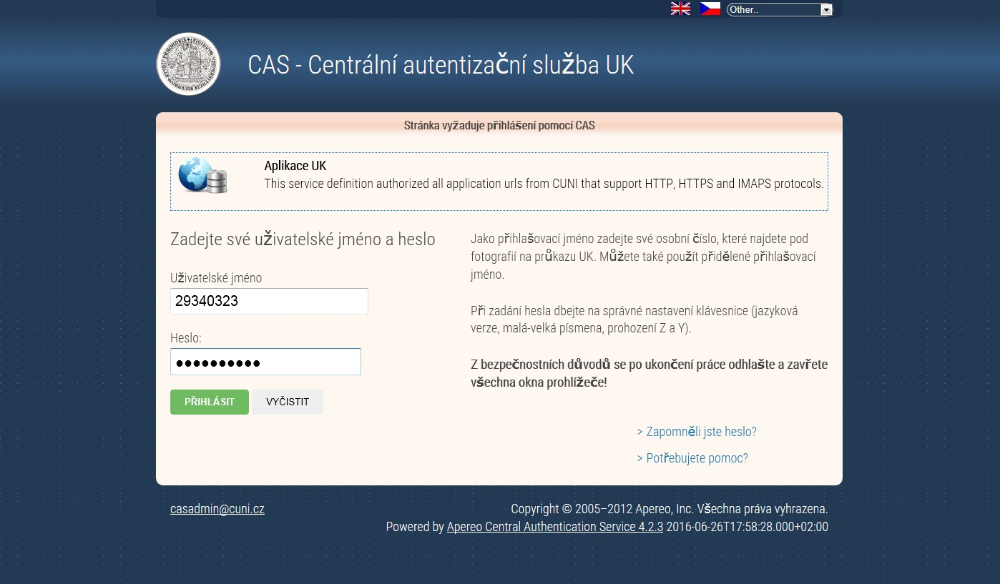 Other..
CAS - Centrální autentizační služba UK
Stránka vyžaduje přihlášení pomocí CAS
Aplikace UK
This service definition authorized all application urls from CUNI that support HTTP, HTTPS and IMAPS protocols.
Zadejte své uživatelské jméno a heslo
Uživatelské jméno
29340323
Heslo:
●●●●●●●●●●
PŘIHLÁSIT
VYČISTIT
Jako přihlašovací jméno zadejte své osobní číslo, které najdete pod
fotografií na průkazu UK. Můžete také použít přidělené přihlašovací
jméno.
Při zadání hesla dbejte na správné nastavení klávesnice (jazyková
verze, malá-velká písmena, prohození Z a Y).
Z bezpečnostních důvodů se po ukončení práce odhlašte a zavřete
všechna okna prohlížeče!
> Zapomněli jste heslo?
> Potřebujete pomoc?
casadmin@cuni.cz
Copyright © 2005–2012 Apereo, Inc. Všechna práva vyhrazena.
Powered by Apereo Central Authentication Service 4.2.3 2016-06-26T17:58:28.000+02:00